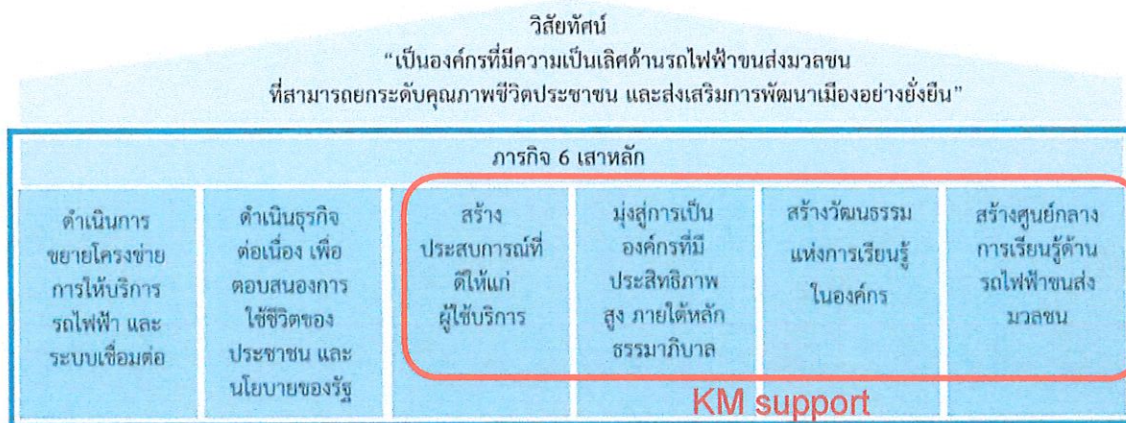 วิสัยทัศน์
“เป็นองค์กรที่มีความเป็นเลิศด้านรถไฟฟ้าขนส่งมวลชน
ที่สามารถยกระดับคุณภาพชีวิตประชาชน และส่งเสริมการพัฒนาเมืองอย่างยั่งยืน”
ภารกิจ 6 เสาหลัก
ดำเนินการ
ขยายโครงข่าย
การให้บริการ
รถไฟฟ้า และ
ระบบเชื่อมต่อ
ดำเนินธุรกิจ
ต่อเนื่อง เพื่อ
ตอบสนองการ
ใช้ชีวิตของ
ประชาชน และ
นโยบายของรัฐ
สร้าง
ประสบการณ์ที่
ดีให้แก่
ผู้ใช้บริการ
มุ่งสู่การเป็น
องค์กรที่มี
ประสิทธิภาพ
สูง ภายใต้หลัก
ธรรมาภิบาล
สร้างวัฒนธรรม
แห่งการเรียนรู้
ในองค์กร
สร้างศูนย์กลาง
การเรียนรู้ด้าน
รถไฟฟ้าขนส่ง
มวลชน
KM support